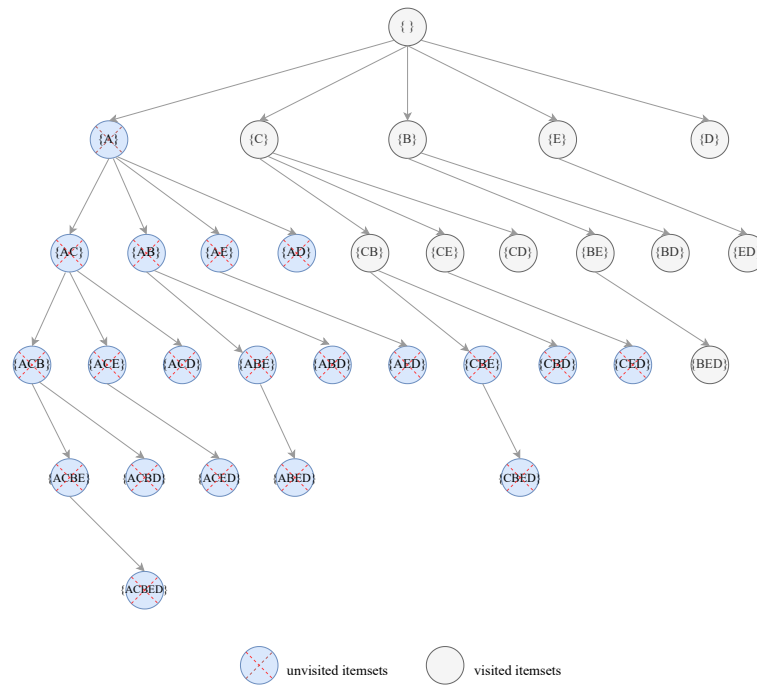 { }
{A} {C} {B} {E} {D}
{AC} {AB} {AE} {AD} {CB} {CE} {CD} {BE} {BD} {ED}
{ACB} {ACE} {ACD} {ABE} {ABD} {AED} {CBE} {CBD} {CED} {BED}
{ACBE} {ACBD} {ACED} {ABED} {CBED}
{ACBED}
unvisited itemsets visited itemsets